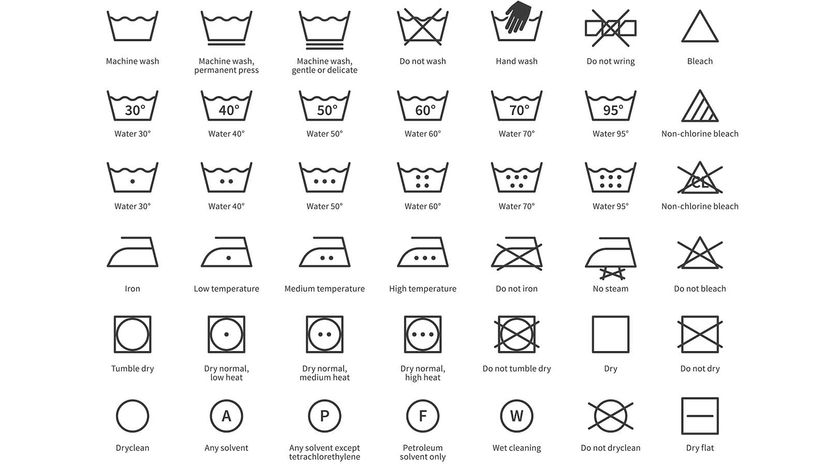 Machine wash
Machine wash,
permanent press
Machine wash,
gentle or delicate
Do not wash
Hand wash
Do not wring
Bleach
30°
40°
50°
60°
70°
95°
Water 30°
Water 40°
Water 50°
Water 60°
Water 70°
Water 95°
Non-chlorine bleach
CL
Water 30°
Water 40°
Water 50°
Water 60°
Water 70°
Water 95°
Non-chlorine bleach
Iron
Low temperature
Medium temperature
High temperature
Do not iron
No steam
Do not bleach
Tumble dry
Dry normal,
low heat
Dry normal,
medium heat
Dry normal,
high heat
Do not tumble dry
Dry
Do not dry
A
P
F
W
Dryclean
Any solvent
Any solvent except
tetrachlorethylene
Petroleum
solvent only
Wet cleaning
Do not dryclean
Dry flat